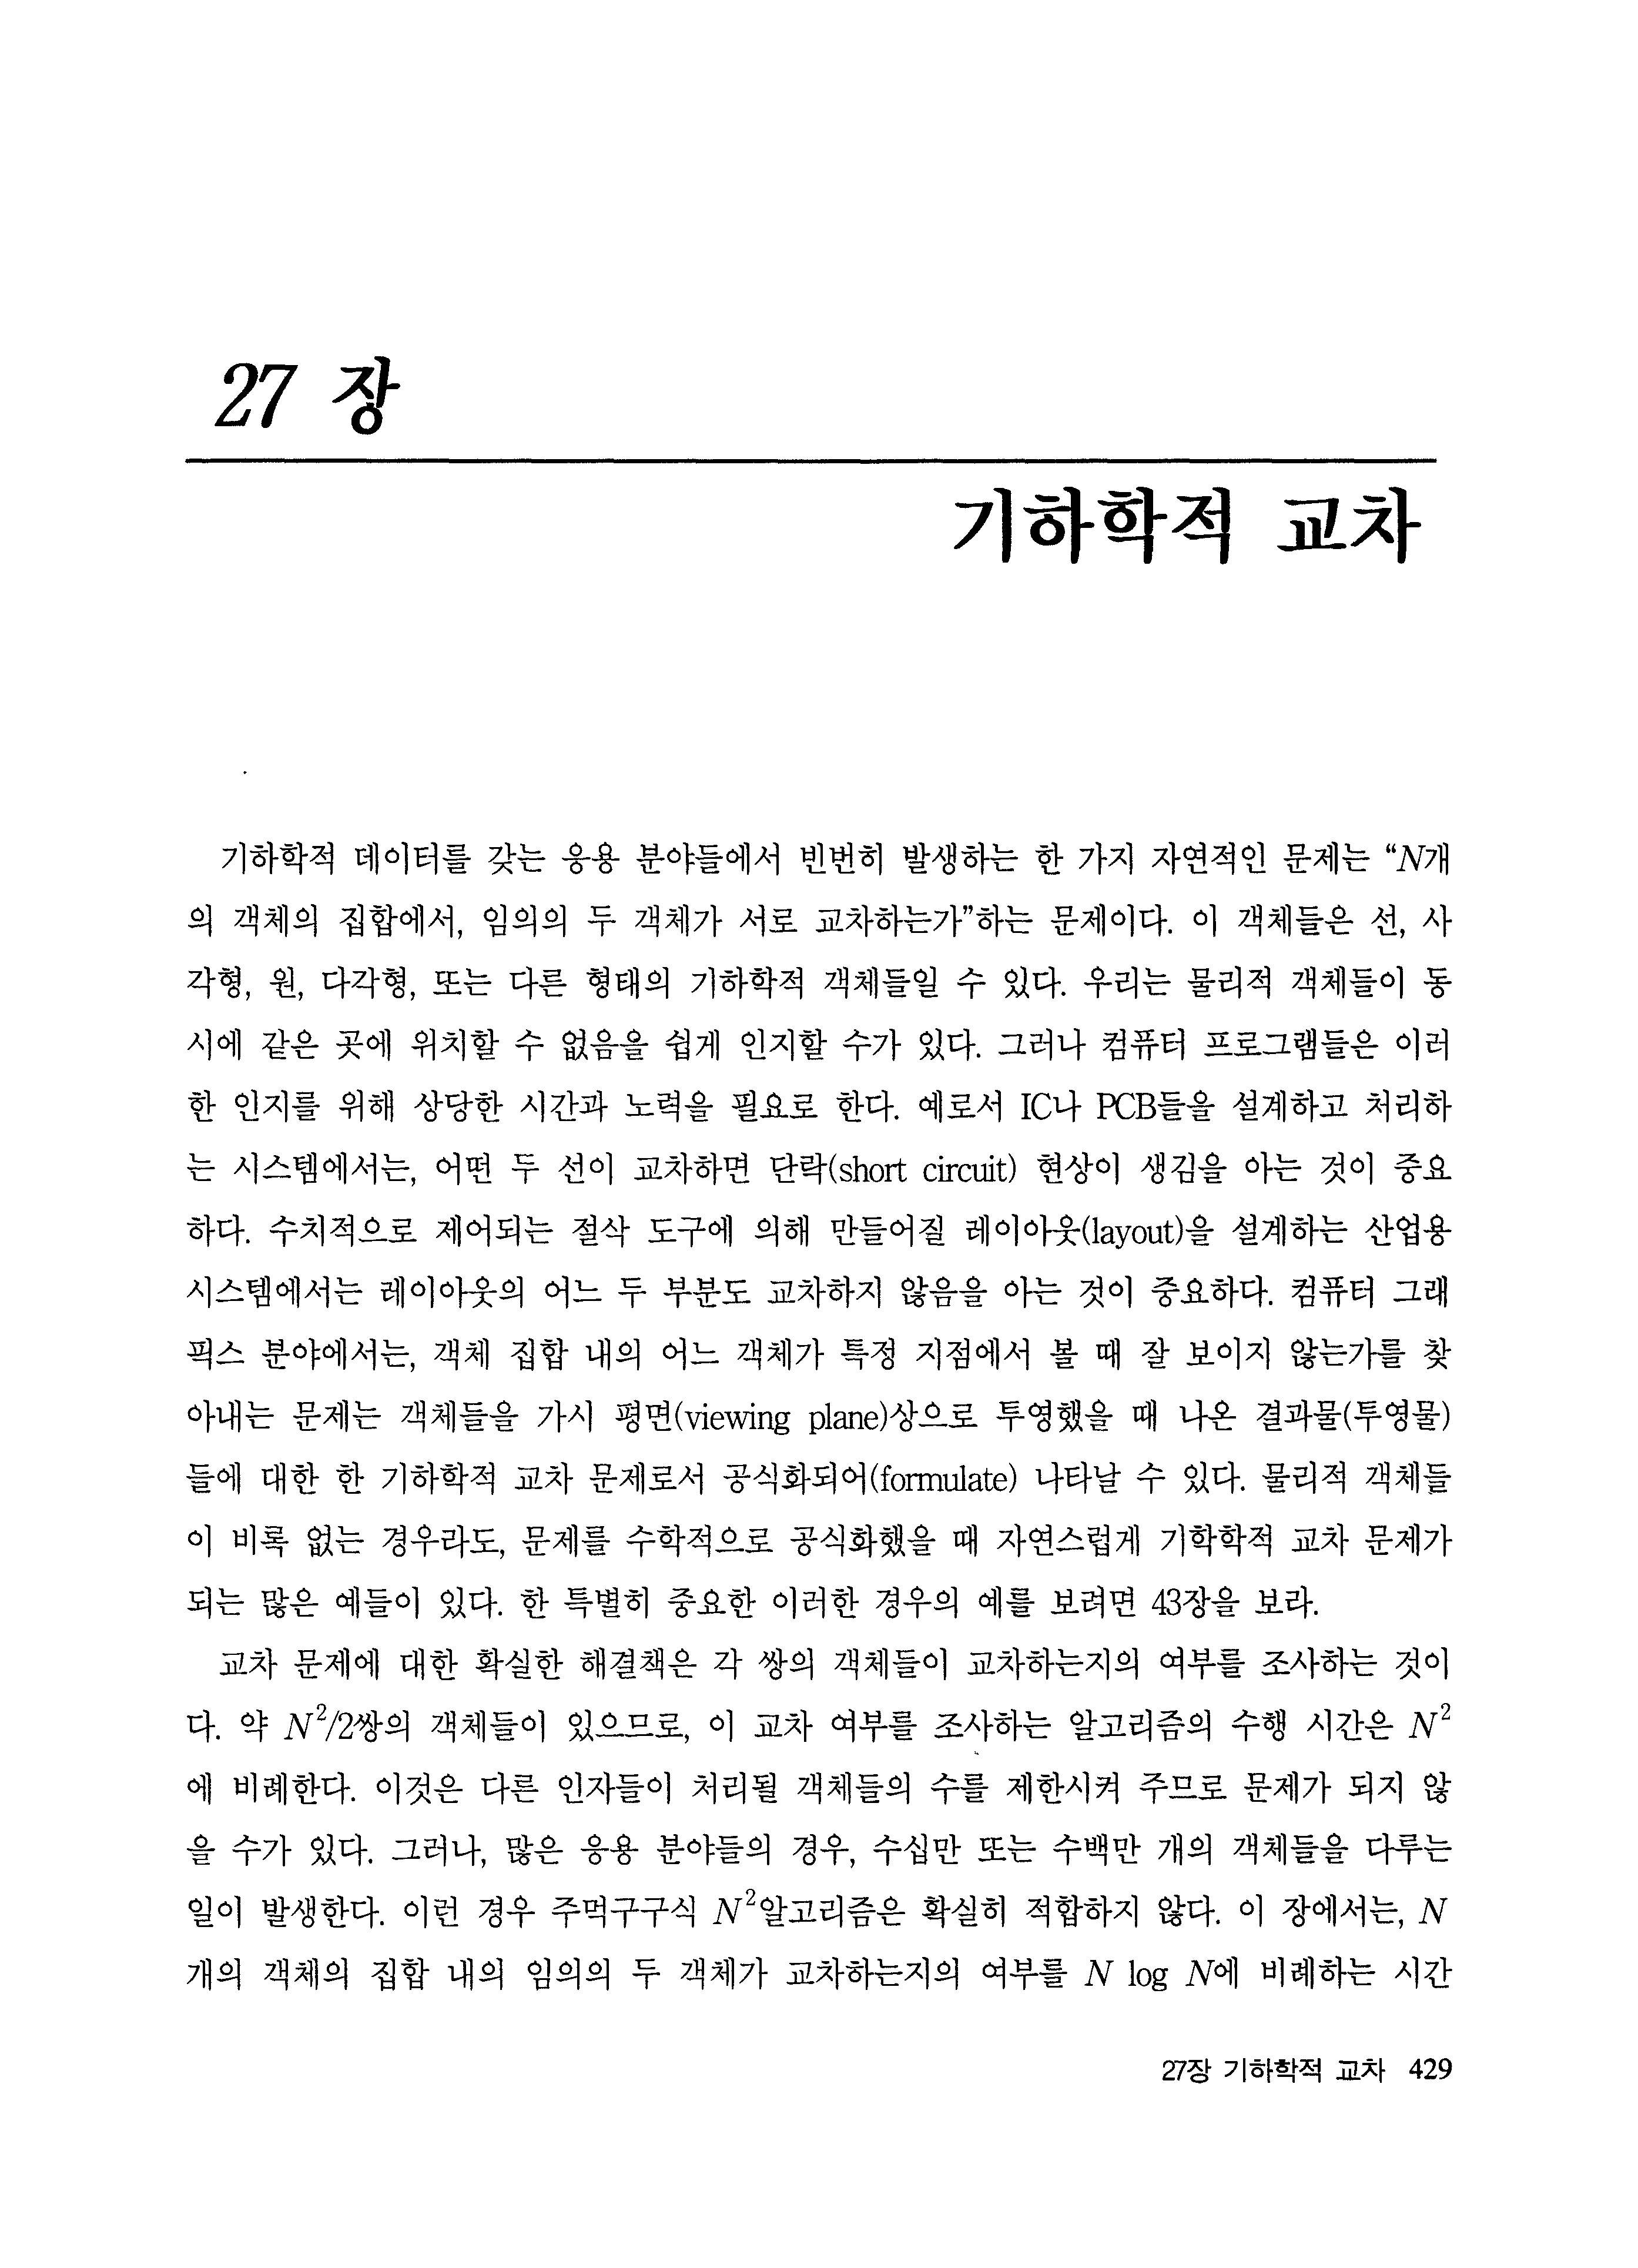 27 장
기하학적 교차
기하학적 데이터를 갖는 응용 분야들에서 빈번히 발생하는 한 가지 자연적인 문제는 “N개
의 객체의 집합에서, 임의의 두 객체가 서로 교차하는가”하는 문제이다. 이 객체들은 선, 사
각형, 원, 다각형, 또는 다른 형태의 기하학적 객체들일 수 있다. 우리는 물리적 객체들이 동
시에 같은 곳에 위치할 수 없음을 쉽게 인지할 수가 있다. 그러나 컴퓨터 프로그램들은 이러
한 인지를 위해 상당한 시간과 노력을 필요로 한다. 예로서 IC나 PCB들을 설계하고 처리하
는 시스템에서는, 어떤 두 선이 교차하면 단락(short circuit) 현상이 생김을 아는 것이 중요
하다. 수치적으로 제어되는 절삭 도구에 의해 만들어질 레이아웃(layout)을 설계하는 산업용
시스템에서는 레이아웃의 어느 두 부분도 교차하지 않음을 아는 것이 중요하다. 컴퓨터 그래
픽스 분야에서는, 객체 집합 내의 어느 객체가 특정 지점에서 볼 때 잘 보이지 않는가를 찾
아내는 문제는 객체들을 가시 평면(viewing plane)상으로 투영했을 때 나온 결과물(투영물)
들에 대한 한 기하학적 교차 문제로서 공식화되어(formulate) 나타날 수 있다. 물리적 객체들
이 비록 없는 경우라도, 문제를 수학적으로 공식화했을 때 자연스럽게 기학학적 교차 문제가
되는 많은 예들이 있다. 한 특별히 중요한 이러한 경우의 예를 보려면 43장을 보라.
교차 문제에 대한 확실한 해결책은 각 쌍의 객체들이 교차하는지의 여부를 조사하는 것이
다. 약 N²/2쌍의 객체들이 있으므로, 이 교차 여부를 조사하는 알고리즘의 수행 시간은 N²
에 비례한다. 이것은 다른 인자들이 처리될 객체들의 수를 제한시켜 주므로 문제가 되지 않
을 수가 있다. 그러나, 많은 응용 분야들의 경우, 수십만 또는 수백만 개의 객체들을 다루는
일이 발생한다. 이런 경우 주먹구구식 N²알고리즘은 확실히 적합하지 않다. 이 장에서는, N
개의 객체의 집합 내의 임의의 두 객체가 교차하는지의 여부를 N log N에 비례하는 시간
27장 기하학적 교차 429